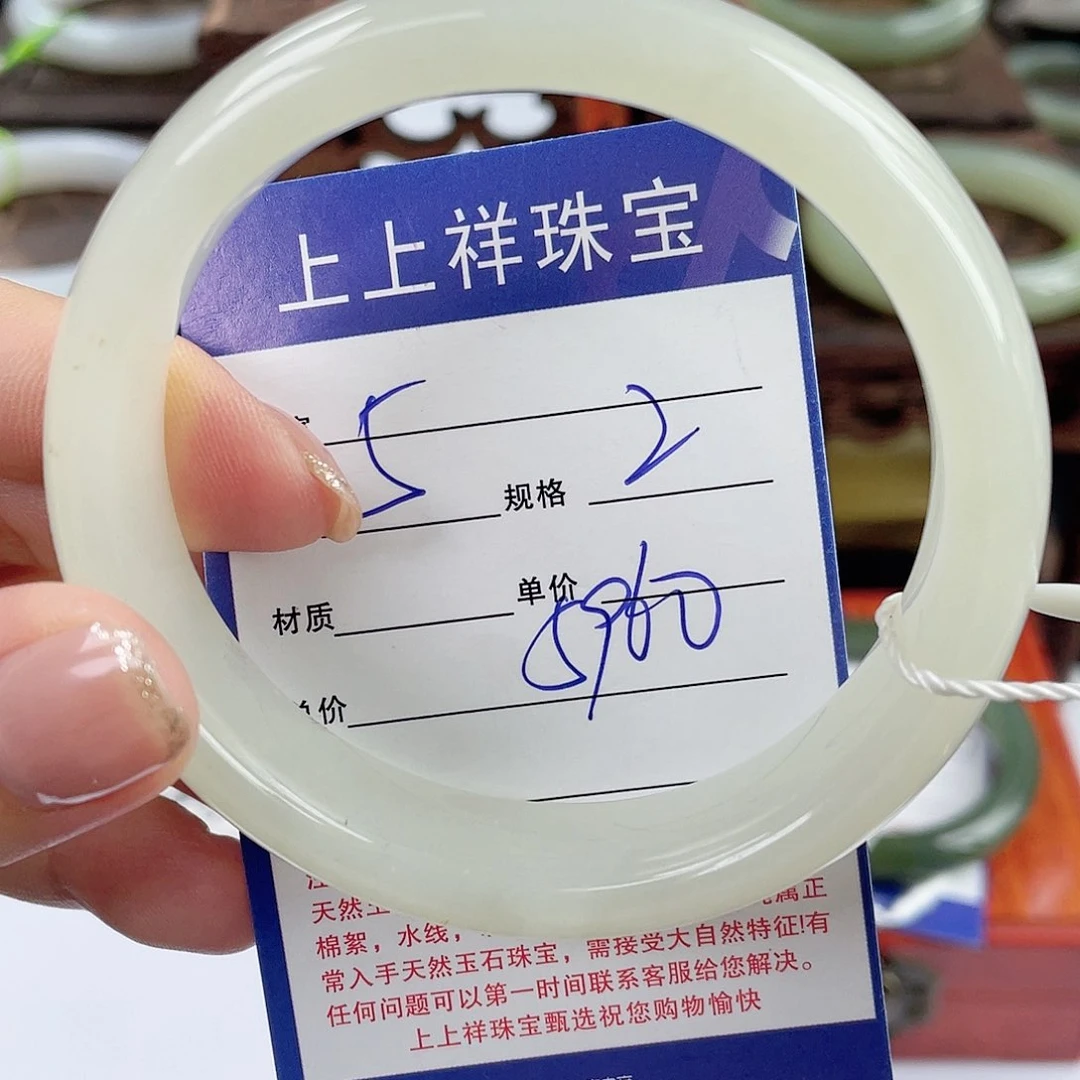 上上祥珠宝
5 2
规格
单价
材质
5960
价
天然
属正
棉絮，水线，
需接受大自然特征!有
常入手天然玉石珠宝，
任何问题可以第一时间联系客服给您解决。
上上祥珠宝甄选祝您购物愉快